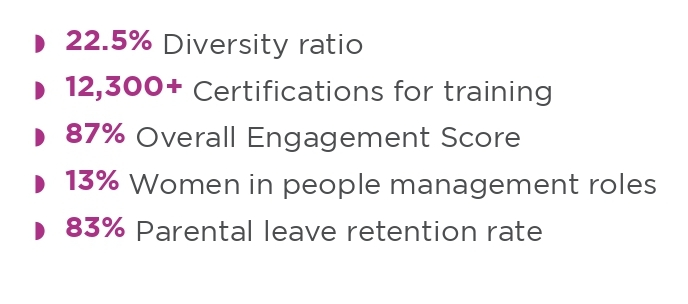 22.5% Diversity ratio
12,300+ Certifications for training
87% Overall Engagement Score
13% Women in people management roles
83% Parental leave retention rate